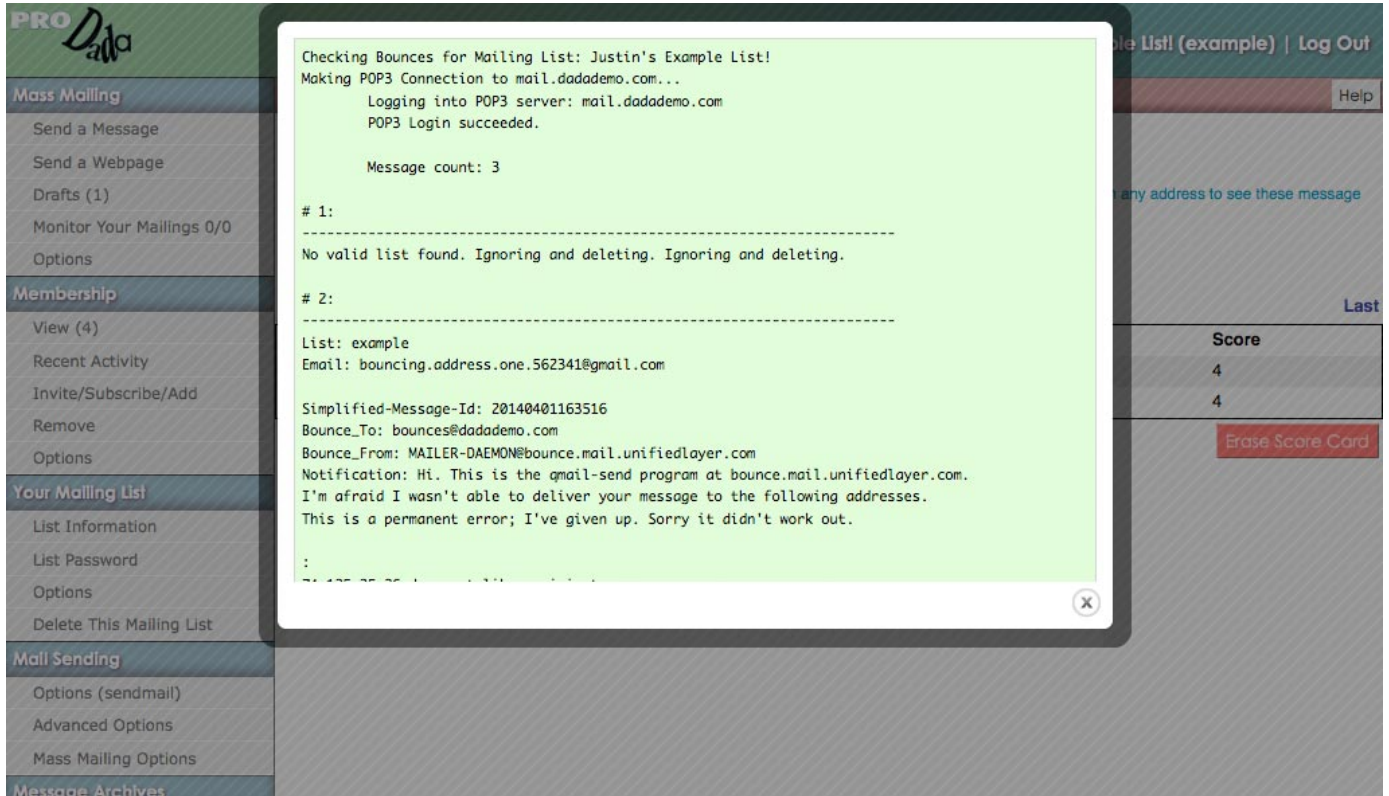 PRO Dada
ple List! (example) | Log Out
Mass Mailing
Send a Message
Send a Webpage
Drafts (1)
Monitor Your Mailings 0/0
Options
Membership
View (4)
Recent Activity
Invite/Subscribe/Add
Remove
Options
Your Mailing List
List Information
List Password
Options
Delete This Mailing List
Mail Sending
Options (sendmail)
Advanced Options
Mass Mailing Options
Message Archives
Checking Bounces for Mailing List: Justin's Example List!
Making POP3 Connection to mail.dadademo.com...
Logging into POP3 server: mail.dadademo.com
POP3 Login succeeded.
Message count: 3
# 1:
------------------------------------------------------------------------
No valid list found. Ignoring and deleting. Ignoring and deleting.
# 2:
------------------------------------------------------------------------
List: example
Email: bouncing.address.one.562341@gmail.com
Simplified-Message-Id: 20140401163516
Bounce_To: bounces@dadademo.com
Bounce_From: MAILER-DAEMON@bounce.mail.unifiedlayer.com
Notification: Hi. This is the qmail-send program at bounce.mail.unifiedlayer.com.
I'm afraid I wasn't able to deliver your message to the following addresses.
This is a permanent error; I've given up. Sorry it didn't work out.
:
x
Help
any address to see these message
Last
Score
4
4
Erase Score Card